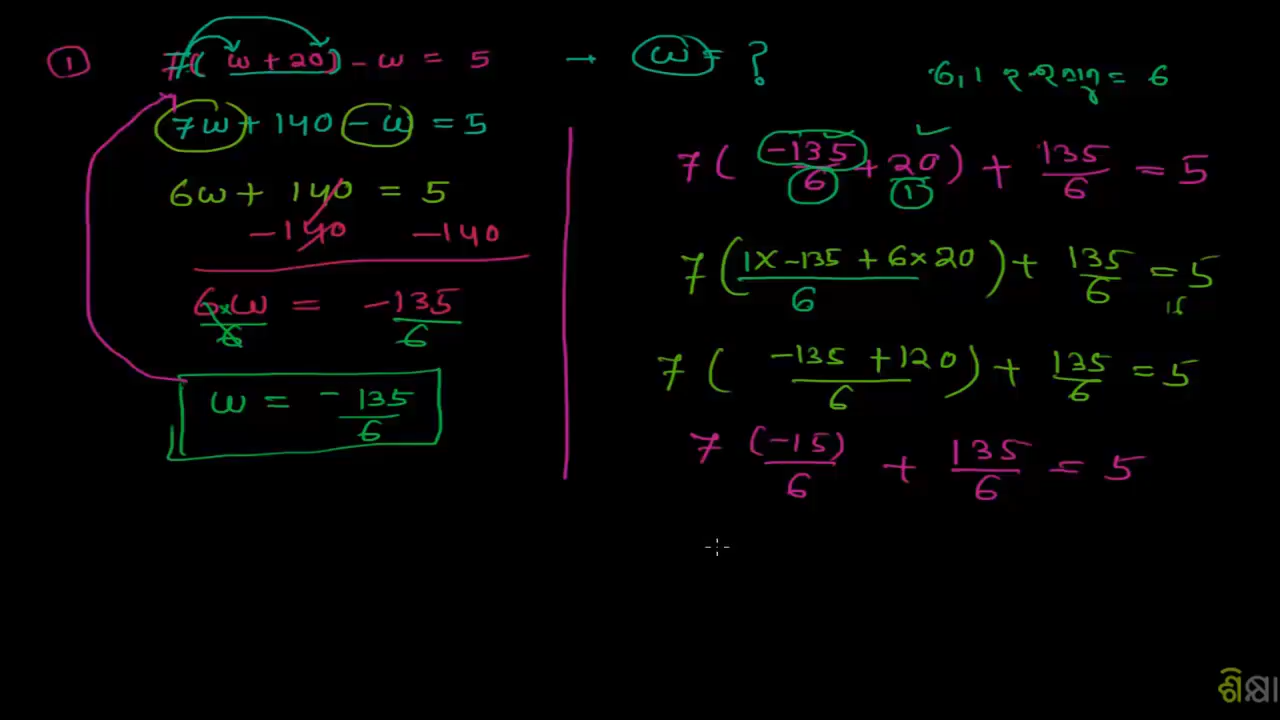 ① 7(w+20)-w = 5 → w = ?
7w+140-w = 5
6w+140 = 5
-140 -140
6×w/6 = -135/6
w = -135/6
6,1 = 6
7(-135/6 + 20/1) + 135/6 = 5
7(1×-135+6×20/6) + 135/6 = 5
7(-135+120/6) + 135/6 = 5
7(-15)/6 + 135/6 = 5
ଶିକ୍ଷା